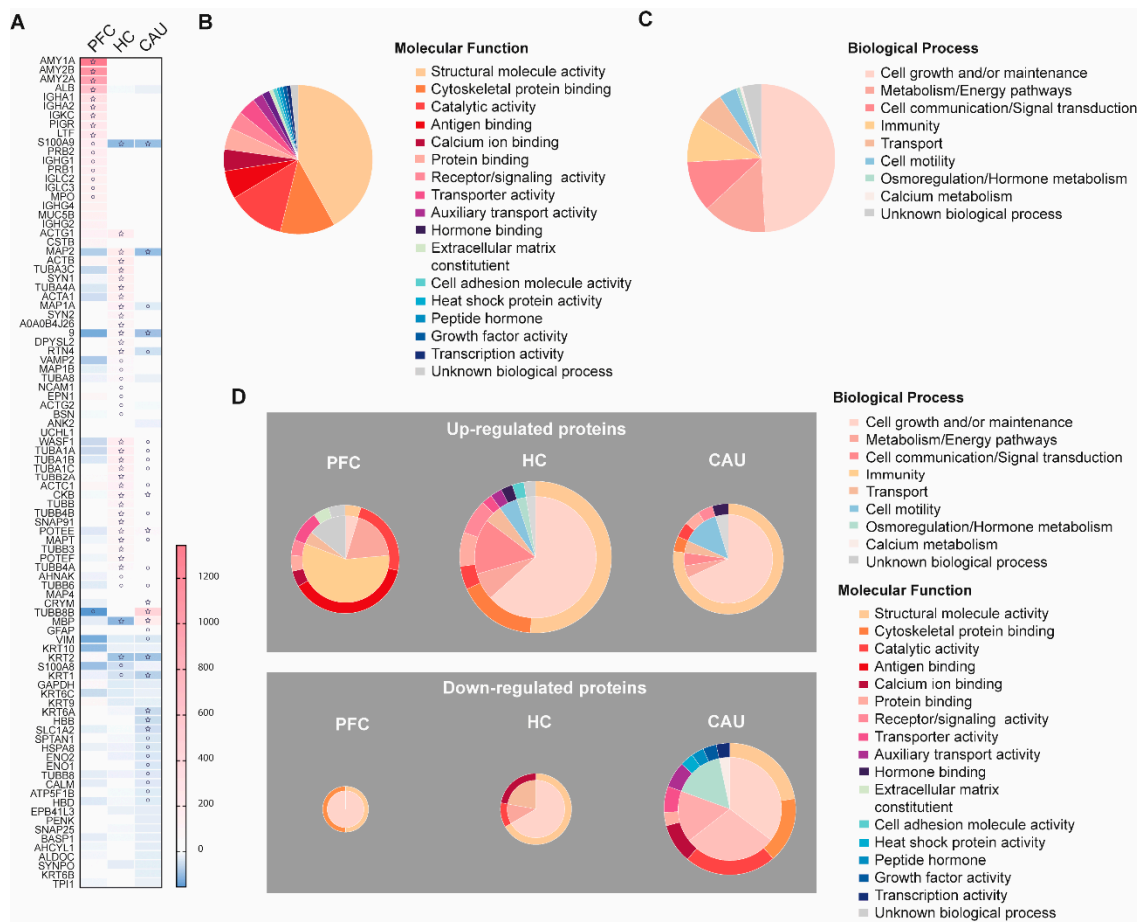 A
PFC
HC
CAU
AMY1A
AMY2B
AMY2A
ALB
IGHA1
IGHA2
IGKC
PIGR
LTF
S100A9
PRB2
IGHG1
PRB1
IGLC2
IGLC3
MPO
IGHG4
MUC5B
IGHG2
ACTG1
CSTB
MAP2
ACTB
TUBA3C
SYN1
TUBA4A
ACTA1
MAP1A
SYN2
A0A0B4J26
9
DPYSL2
RTN4
VAMP2
MAP1B
TUBA8
NCAM1
EPN1
ACTG2
BSN
ANK2
UCHL1
WASF1
TUBA1A
TUBA1B
TUBA1C
TUBB2A
ACTC1
CKB
TUBB
TUBB4B
SNAP91
POTEE
MAPT
TUBB3
POTEF
TUBB4A
AHNAK
TUBB6
MAP4
CRYM
TUBB8B
MBP
GFAP
VIM
KRT10
KRT2
S100A8
KRT1
GAPDH
KRT6C
KRT9
KRT6A
HBB
SLC1A2
SPTAN1
HSPA8
ENO2
ENO1
TUBB8
CALM
ATP5F1B
HBD
EPB41L3
PENK
SNAP25
BASP1
AHCYL1
ALDOC
SYNPO
KRT6B
TPI1
1200
1000
800
600
400
200
0
B
Molecular Function
Structural molecule activity
Cytoskeletal protein binding
Catalytic activity
Antigen binding
Calcium ion binding
Protein binding
Receptor/signaling activity
Transporter activity
Auxiliary transport activity
Hormone binding
Extracellular matrix
constitutient
Cell adhesion molecule activity
Heat shock protein activity
Peptide hormone
Growth factor activity
Transcription activity
Unknown biological process
C
Biological Process
Cell growth and/or maintenance
Metabolism/Energy pathways
Cell communication/Signal transduction
Immunity
Transport
Cell motility
Osmoregulation/Hormone metabolism
Calcium metabolism
Unknown biological process
D
Up-regulated proteins
PFC
HC
CAU
Down-regulated proteins
PFC
HC
CAU
Biological Process
Cell growth and/or maintenance
Metabolism/Energy pathways
Cell communication/Signal transduction
Immunity
Transport
Cell motility
Osmoregulation/Hormone metabolism
Calcium metabolism
Unknown biological process
Molecular Function
Structural molecule activity
Cytoskeletal protein binding
Catalytic activity
Antigen binding
Calcium ion binding
Protein binding
Receptor/signaling activity
Transporter activity
Auxiliary transport activity
Hormone binding
Extracellular matrix
constitutient
Cell adhesion molecule activity
Heat shock protein activity
Peptide hormone
Growth factor activity
Transcription activity
Unknown biological process